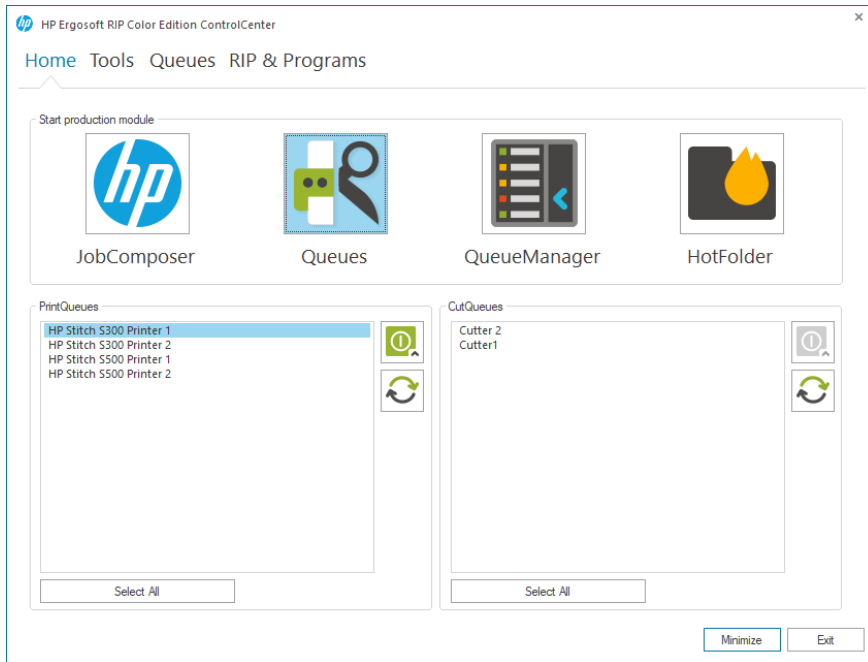 hp HP Ergosoft RIP Color Edition ControlCenter
Home Tools Queues RIP & Programs
Start production module
hp
JobComposer Queues QueueManager HotFolder
PrintQueues
HP Stitch S300 Printer 1
HP Stitch S300 Printer 2
HP Stitch S500 Printer 1
HP Stitch S500 Printer 2
Select All
CutQueues
Cutter 2
Cutter1
Select All
Minimize Exit